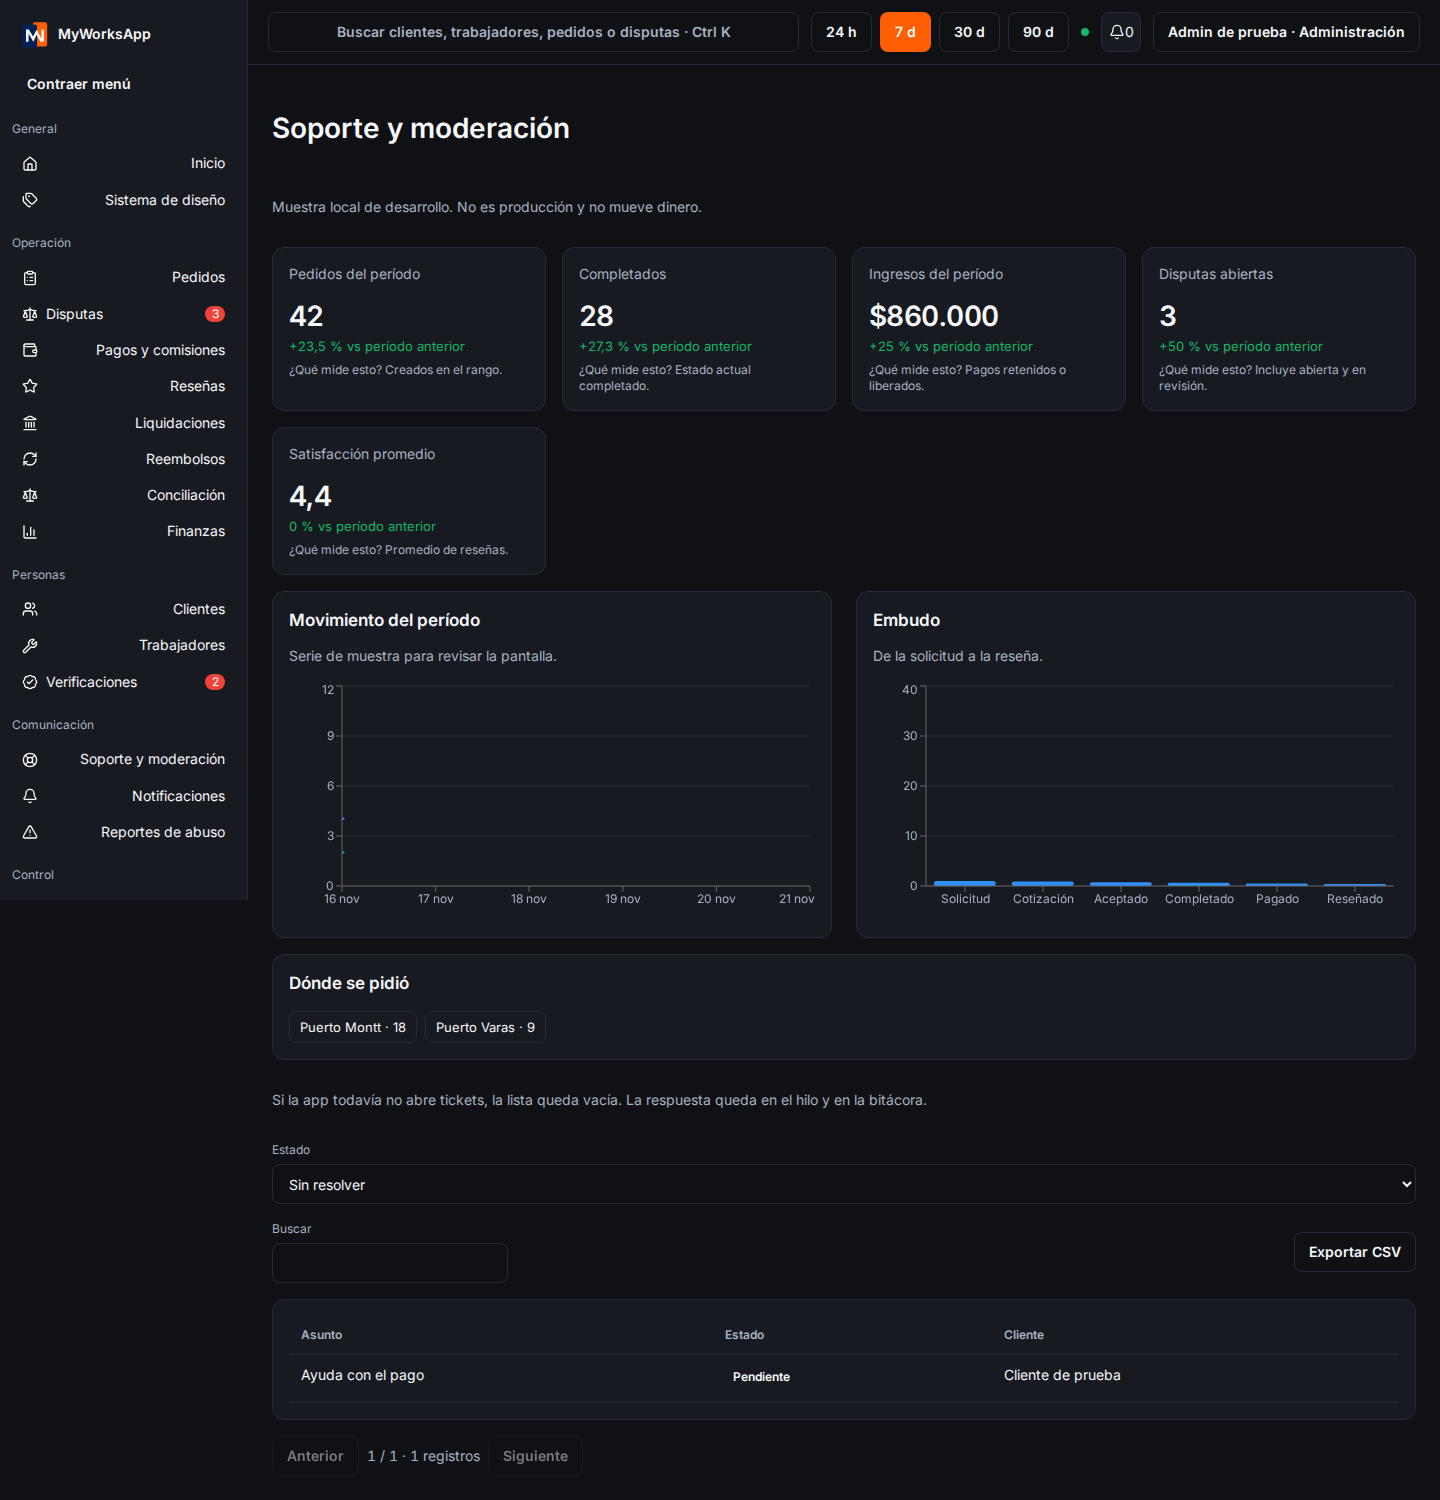 MyWorksApp
Contraer menú
General
Inicio
Sistema de diseño
Operación
Pedidos
Disputas 3
Pagos y comisiones
Reseñas
Liquidaciones
Reembolsos
Conciliación
Finanzas
Personas
Clientes
Trabajadores
Verificaciones 2
Comunicación
Soporte y moderación
Notificaciones
Reportes de abuso
Control
Buscar clientes, trabajadores, pedidos o disputas · Ctrl K
24 h
7 d
30 d
90 d
0
Admin de prueba · Administración
Soporte y moderación
Muestra local de desarrollo. No es producción y no mueve dinero.
Pedidos del período
42
+23,5 % vs período anterior
¿Qué mide esto? Creados en el rango.
Completados
28
+27,3 % vs período anterior
¿Qué mide esto? Estado actual
completado.
Ingresos del período
$860.000
+25 % vs período anterior
¿Qué mide esto? Pagos retenidos o
liberados.
Disputas abiertas
3
+50 % vs período anterior
¿Qué mide esto? Incluye abierta y en
revisión.
Satisfacción promedio
4,4
0 % vs período anterior
¿Qué mide esto? Promedio de reseñas.
Movimiento del período
Serie de muestra para revisar la pantalla.
12
9
6
3
0
16 nov 17 nov 18 nov 19 nov 20 nov 21 nov
Embudo
De la solicitud a la reseña.
40
30
20
10
0
Solicitud Cotización Aceptado Completado Pagado Reseñado
Dónde se pidió
Puerto Montt · 18
Puerto Varas · 9
Si la app todavía no abre tickets, la lista queda vacía. La respuesta queda en el hilo y en la bitácora.
Estado
Sin resolver
Buscar
Exportar CSV
Asunto Estado Cliente
Ayuda con el pago Pendiente Cliente de prueba
Anterior 1 / 1 · 1 registros Siguiente